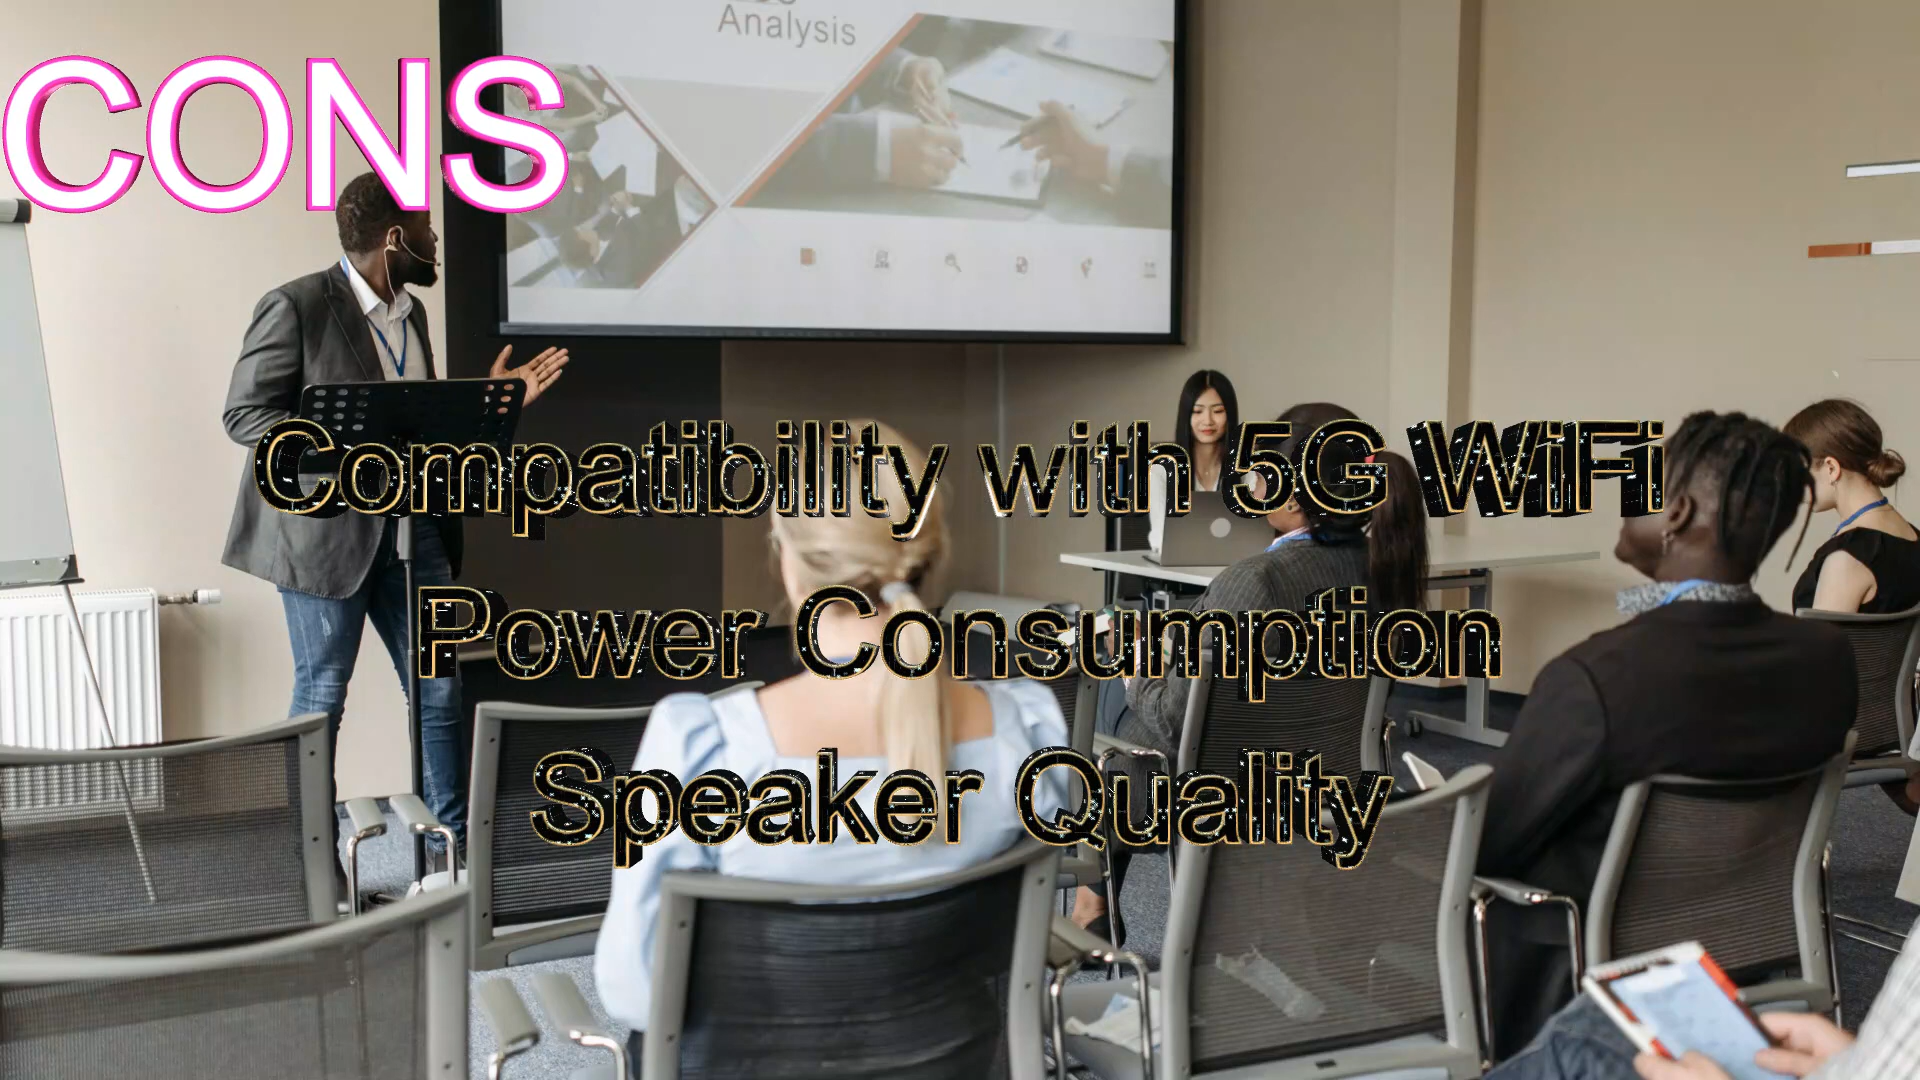 Analysis
CONS
Compatibility with 5G WiFi
Power Consumption
Speaker Quality